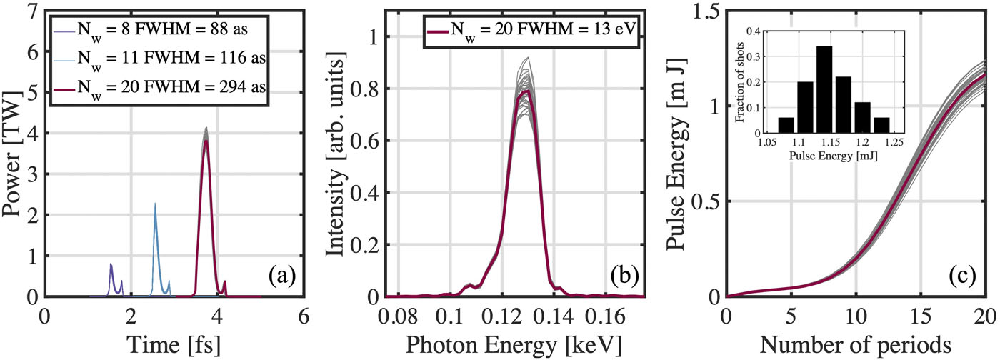 7
6
5
4
3
2
1
0
Power [TW]
N_w = 8 FWHM = 88 as
N_w = 11 FWHM = 116 as
N_w = 20 FWHM = 294 as
(a)
0
2
4
6
Time [fs]
1
0.8
0.6
0.4
0.2
0
Intensity [arb. units]
N_w = 20 FWHM = 13 eV
(b)
0.08
0.1
0.12
0.14
0.16
Photon Energy [keV]
1.5
1
0.5
0
Pulse Energy [m J]
0.4
0.3
0.2
0.1
0
Fraction of shots
1.05
1.1
1.15
1.2
1.25
Pulse Energy [mJ]
(c)
0
5
10
15
20
Number of periods